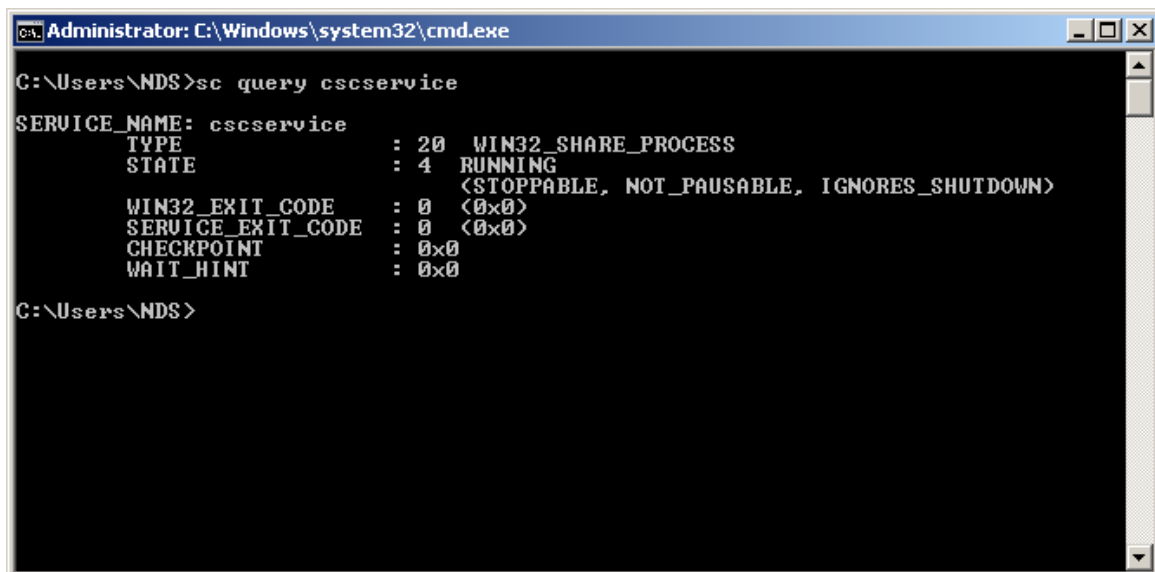 Administrator: C:\Windows\system32\cmd.exe
C:\Users\NDS>sc query cscservice
SERVICE_NAME: cscservice
TYPE : 20 WIN32_SHARE_PROCESS
STATE : 4 RUNNING
(STOPPABLE, NOT_PAUSABLE, IGNORES_SHUTDOWN)
WIN32_EXIT_CODE : 0 (0x0)
SERVICE_EXIT_CODE : 0 (0x0)
CHECKPOINT : 0x0
WAIT_HINT : 0x0
C:\Users\NDS>